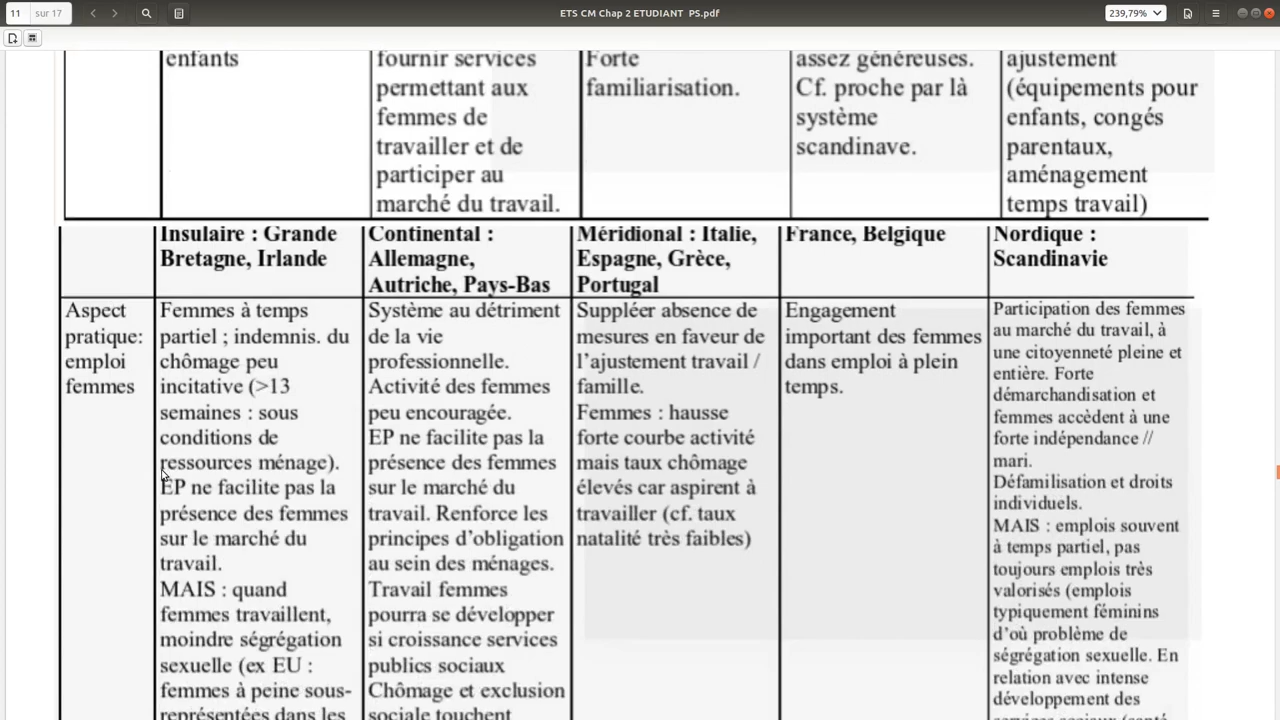 11 sur 17
ETS CM Chap 2 ETUDIANT PS.pdf
239,79%
enfants
fournir services
permettant aux
femmes de
travailler et de
participer au
marché du travail.
Forte
familiarisation.
assez généreuses.
Cf. proche par là
système
scandinave.
ajustement
(équipements pour
enfants, congés
parentaux,
aménagement
temps travail)
Insulaire : Grande
Bretagne, Irlande
Continental :
Allemagne,
Autriche, Pays-Bas
Méridional : Italie,
Espagne, Grèce,
Portugal
France, Belgique
Nordique :
Scandinavie
Aspect
pratique:
emploi
femmes
Femmes à temps
partiel ; indemnis. du
chômage peu
incitative (>13
semaines : sous
conditions de
ressources ménage).
EP ne facilite pas la
présence des femmes
sur le marché du
travail.
MAIS : quand
femmes travaillent,
moindre ségrégation
sexuelle (ex EU :
femmes à peine sous-
représentées dans les
Système au détriment
de la vie
professionnelle.
Activité des femmes
peu encouragée.
EP ne facilite pas la
présence des femmes
sur le marché du
travail. Renforce les
principes d'obligation
au sein des ménages.
Travail femmes
pourra se développer
si croissance services
publics sociaux
Chômage et exclusion
sociale touchent
Suppléer absence de
mesures en faveur de
l'ajustement travail /
famille.
Femmes : hausse
forte courbe activité
mais taux chômage
élevés car aspirent à
travailler (cf. taux
natalité très faibles)
Engagement
important des femmes
dans emploi à plein
temps.
Participation des femmes
au marché du travail, à
une citoyenneté pleine et
entière. Forte
démarchandisation et
femmes accèdent à une
forte indépendance //
mari.
Défamilisation et droits
individuels.
MAIS : emplois souvent
à temps partiel, pas
toujours emplois très
valorisés (emplois
typiquement féminins
d'où problème de
ségrégation sexuelle. En
relation avec intense
développement des
services sociaux (santé